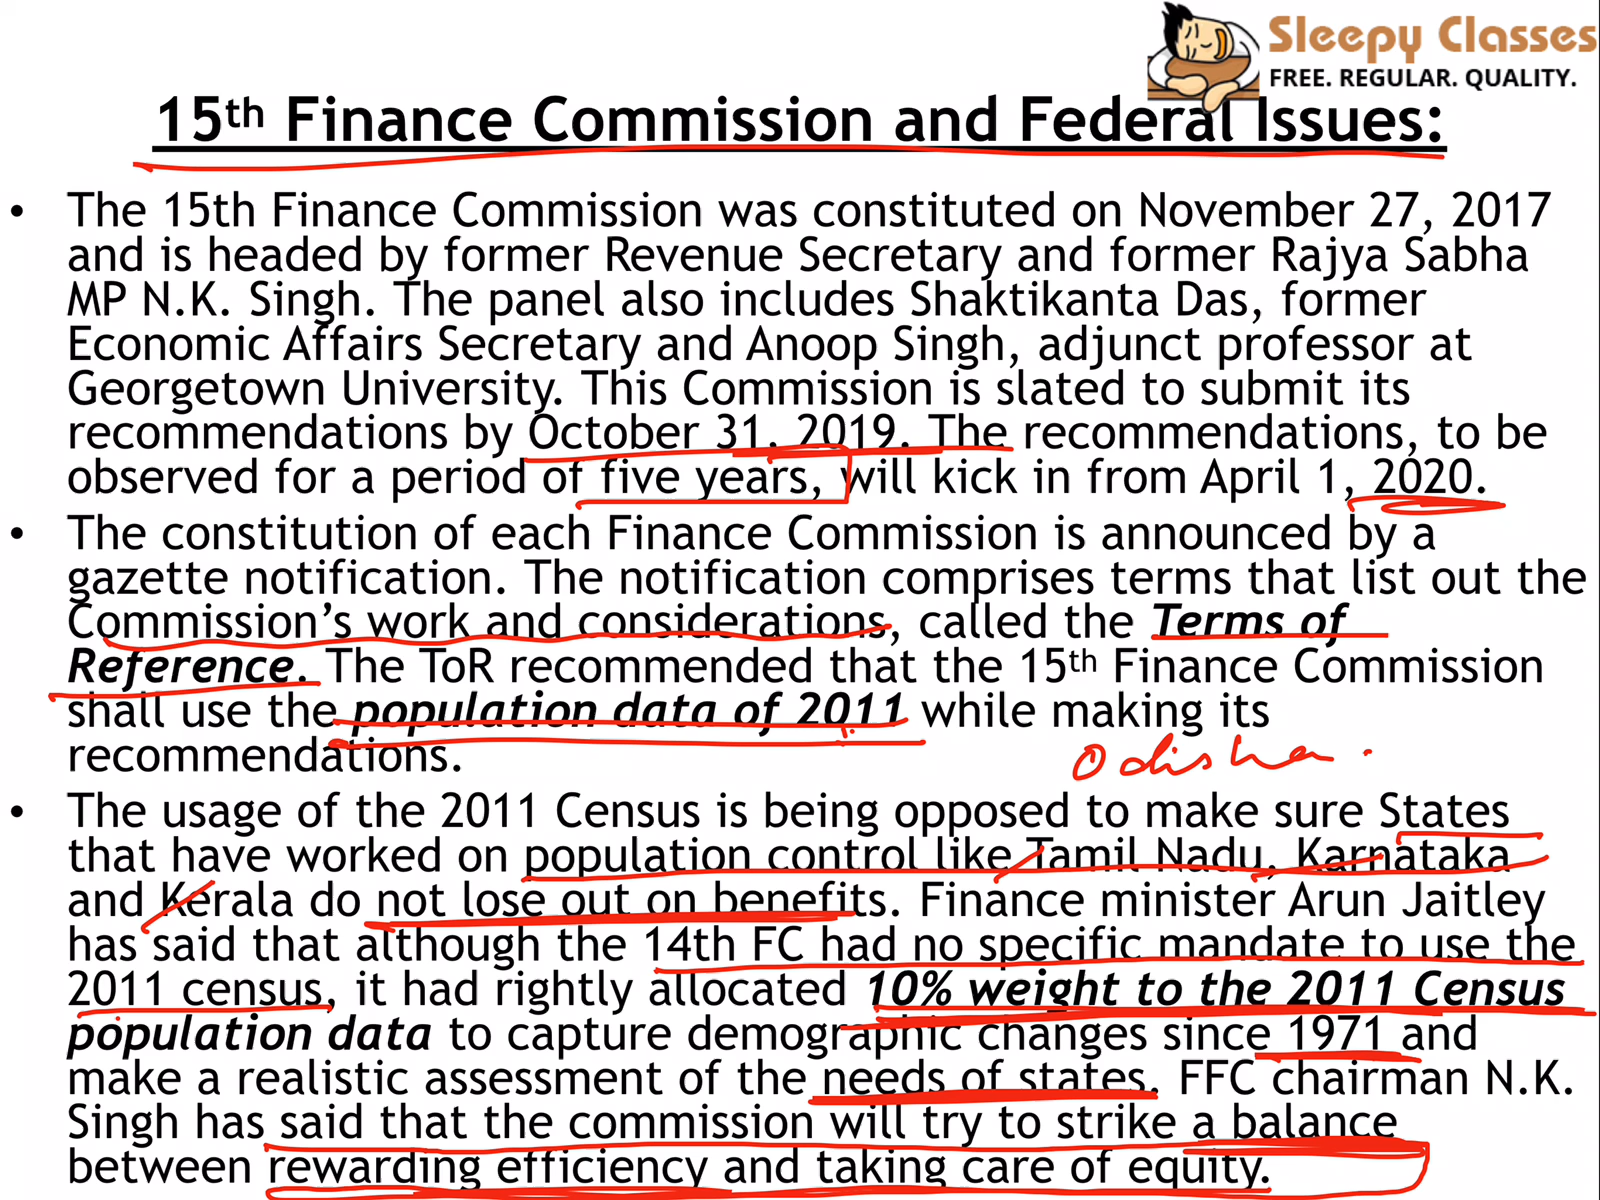 Sleepy Classes
FREE. REGULAR. QUALITY.
15th Finance Commission and Federal Issues:
• The 15th Finance Commission was constituted on November 27, 2017
and is headed by former Revenue Secretary and former Rajya Sabha
MP N.K. Singh. The panel also includes Shaktikanta Das, former
Economic Affairs Secretary and Anoop Singh, adjunct professor at
Georgetown University. This Commission is slated to submit its
recommendations by October 31, 2019. The recommendations, to be
observed for a period of five years, will kick in from April 1, 2020.
• The constitution of each Finance Commission is announced by a
gazette notification. The notification comprises terms that list out the
Commission’s work and considerations, called the Terms of
Reference. The ToR recommended that the 15th Finance Commission
shall use the population data of 2011 while making its
recommendations.
Odisha.
• The usage of the 2011 Census is being opposed to make sure States
that have worked on population control like Tamil Nadu, Karnataka
and Kerala do not lose out on benefits. Finance minister Arun Jaitley
has said that although the 14th FC had no specific mandate to use the
2011 census, it had rightly allocated 10% weight to the 2011 Census
population data to capture demographic changes since 1971 and
make a realistic assessment of the needs of states. FFC chairman N.K.
Singh has said that the commission will try to strike a balance
between rewarding efficiency and taking care of equity.